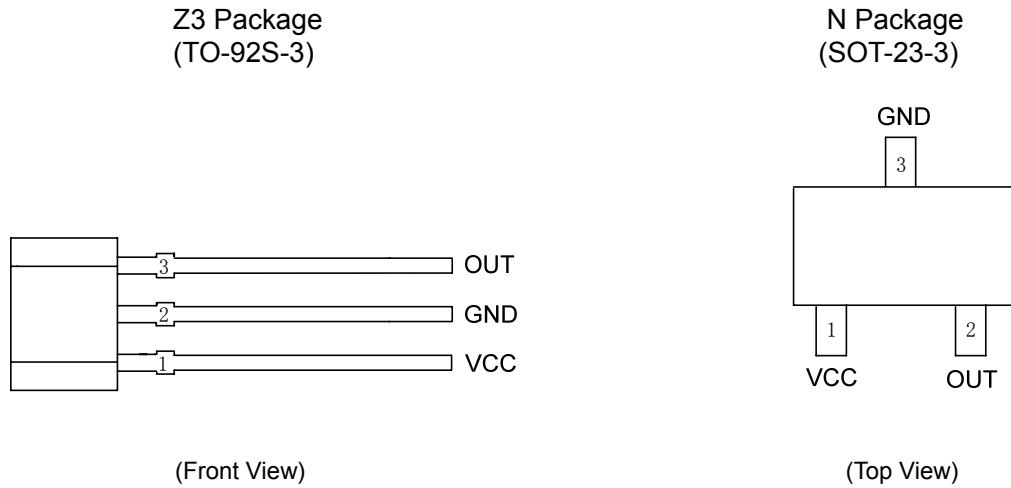 Z3 Package
(TO-92S-3)
3
OUT
2
GND
1
VCC
(Front View)
N Package
(SOT-23-3)
GND
3
1
2
VCC
OUT
(Top View)